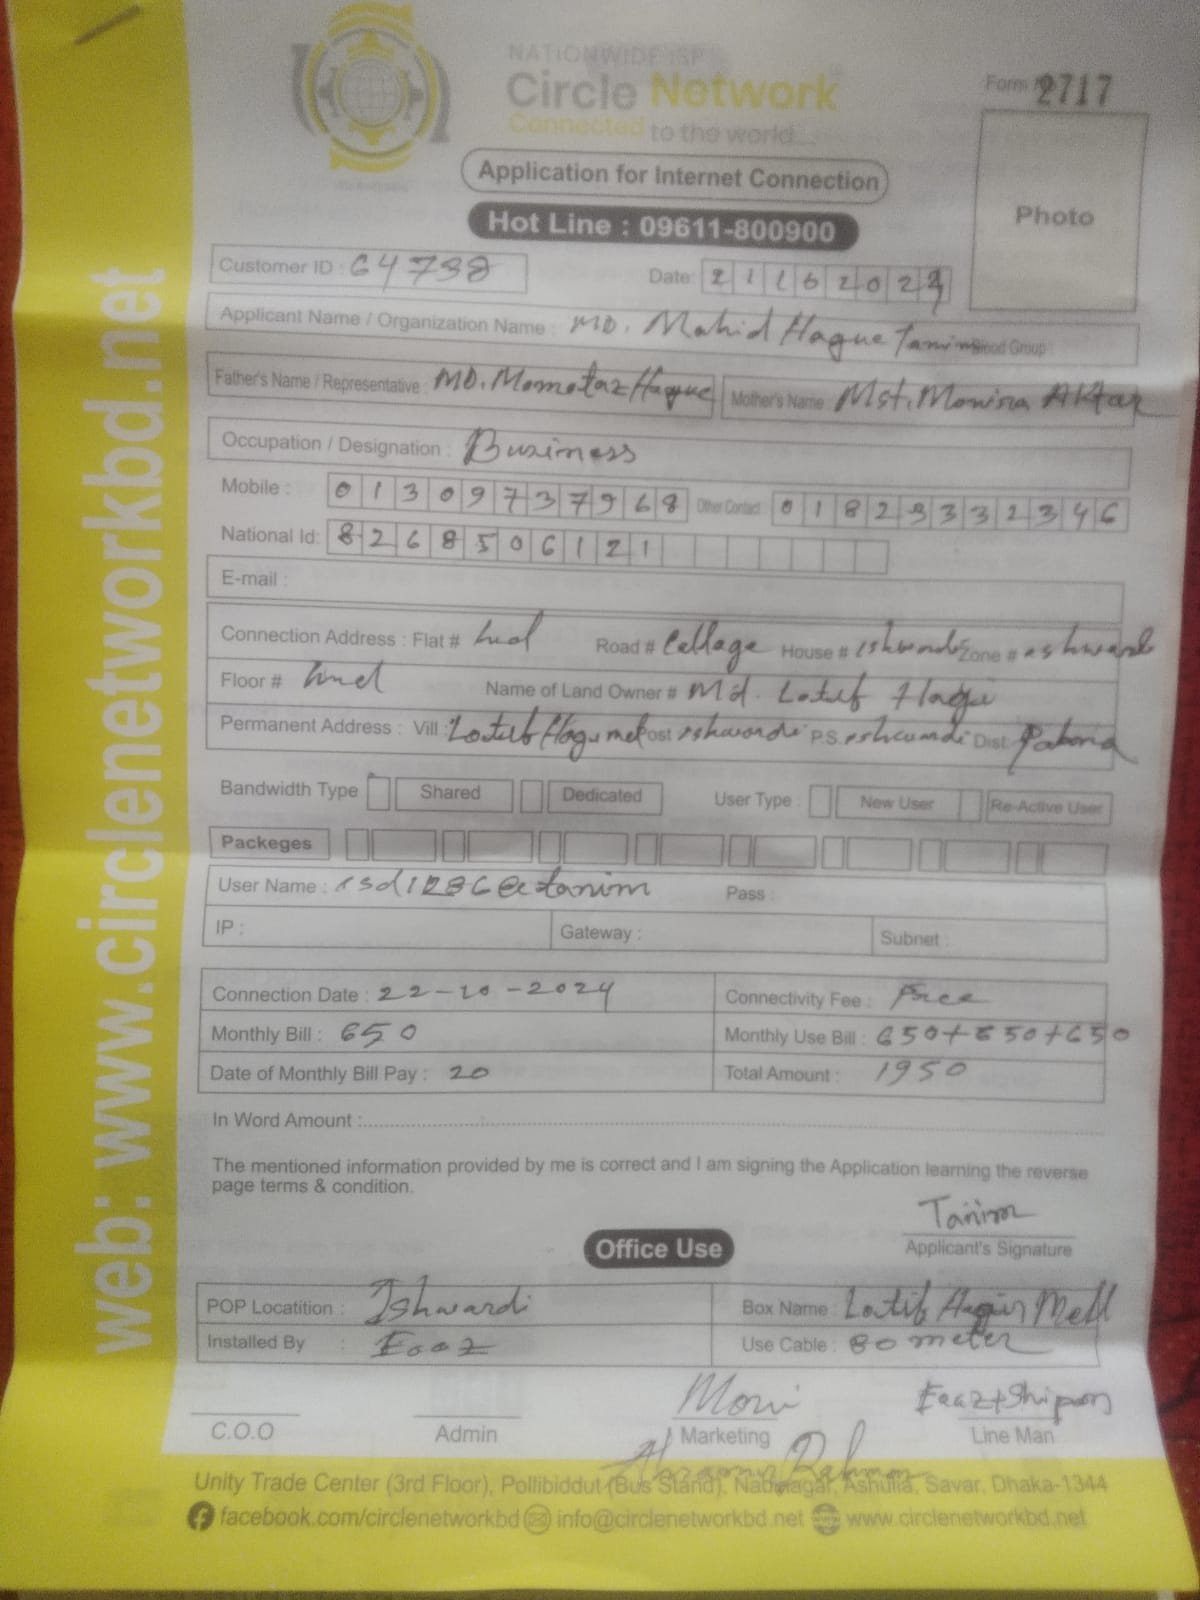 NATIONWIDE ISP
Circle Network
Connected to the world...
Form 2717
Application for Internet Connection
Photo
Hot Line : 09611-800900
Customer ID : 64738 Date:
Applicant Name / Organization Name : MD. Mahid Haque Tanim Blood Group :
Father's Name / Representative : MD. Momotaz Haque Mother's Name : Mst. Monira Aktar
Occupation / Designation : Business
Mobile : 01309737968 Other Contact : 01829332346
National Id: 8268506121
E-mail :
Connection Address : Flat # Road # Collage House # Zone #
Floor # Name of Land Owner # Md. Lotif Haque
Permanent Address : Vill : Post P.S. Dist: Pabna
Bandwidth Type Shared Dedicated User Type : New User Re-Active User
Packeges
User Name : Pass :
IP : Gateway : Subnet :
Connection Date : 22-10-2024 Connectivity Fee : Free
Monthly Bill : 650 Monthly Use Bill : 650+650+650
Date of Monthly Bill Pay : 20 Total Amount : 1950
In Word Amount :
The mentioned information provided by me is correct and I am signing the Application learning the reverse
page terms & condition.
Tanim
Applicant's Signature
Office Use
POP Locatition : Ishwardi Box Name : Lotif
Installed By : Use Cable : 80 meter
C.O.O Admin Marketing Line Man
Unity Trade Center (3rd Floor), Pollibiddut (Bus Stand), Nabinagar, Ashulia, Savar, Dhaka-1344
facebook.com/circlenetworkbd info@circlenetworkbd.net www.circlenetworkbd.net
web: www.circlenetworkbd.net